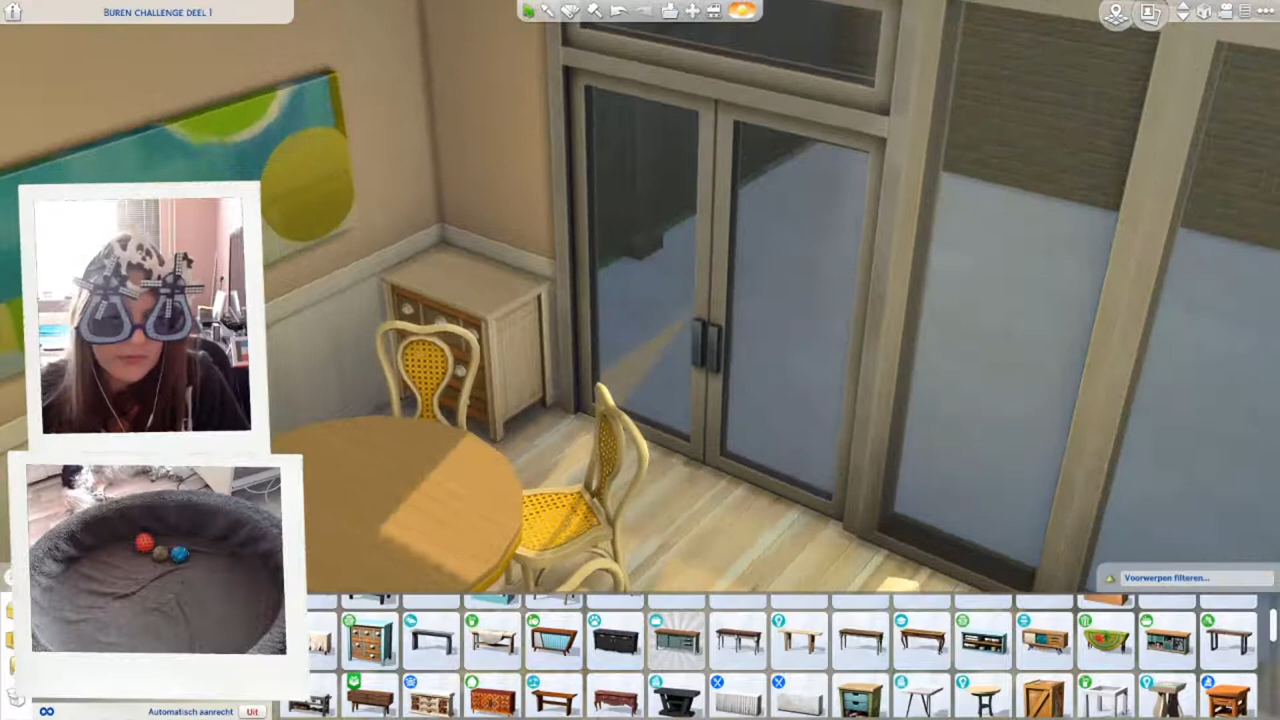 BUREN CHALLENGE DEEL 1
Voorwerpen filteren...
Automatisch aanrecht Uit